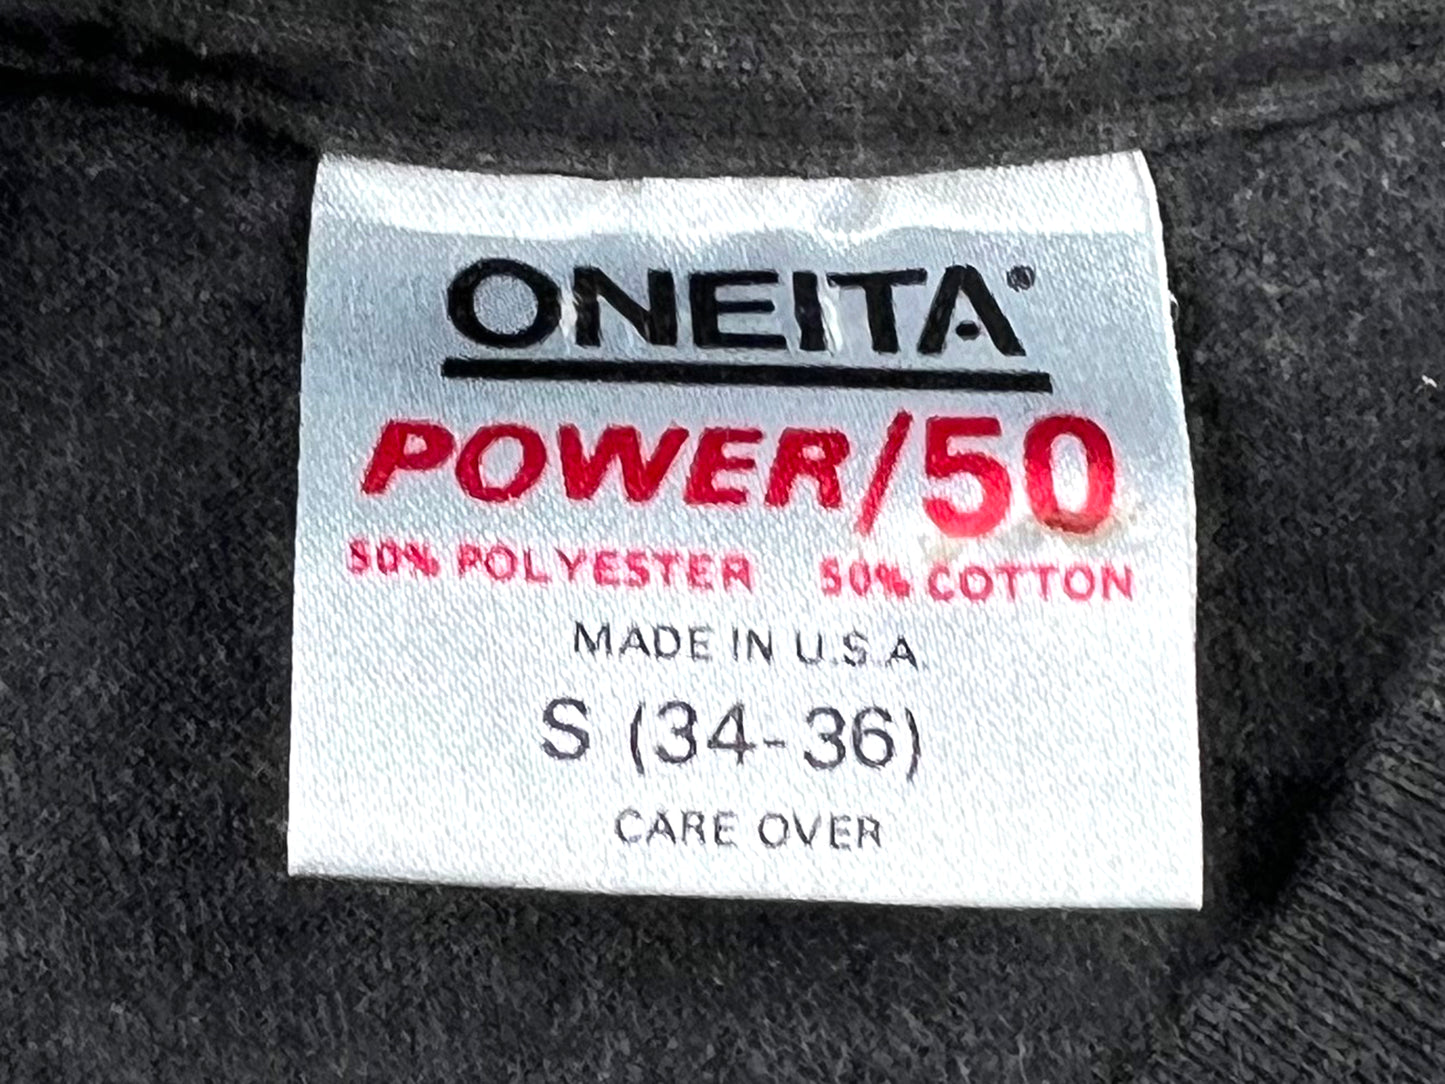 ONEITA®
POWER/50
50% POLYESTER 50% COTTON
MADE IN U.S.A.
S (34-36)
CARE OVER